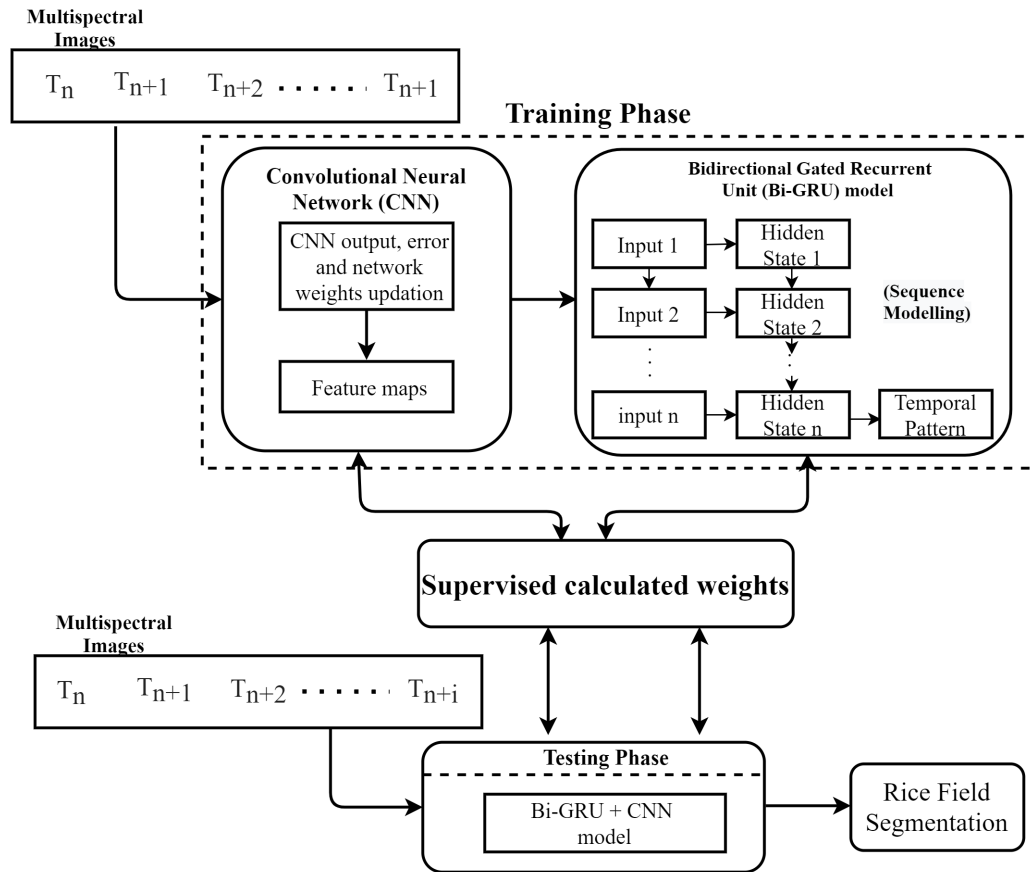 Multispectral
Images
Tn Tn+1 Tn+2 . . . . . . Tn+1
Training Phase
Convolutional Neural
Network (CNN)
CNN output, error
and network
weights updation
Feature maps
Bidirectional Gated Recurrent
Unit (Bi-GRU) model
Input 1
Hidden
State 1
Input 2
Hidden
State 2
(Sequence
Modelling)
input n
Hidden
State n
Temporal
Pattern
Supervised calculated weights
Multispectral
Images
Tn Tn+1 Tn+2 . . . . . . Tn+i
Testing Phase
Bi-GRU + CNN
model
Rice Field
Segmentation